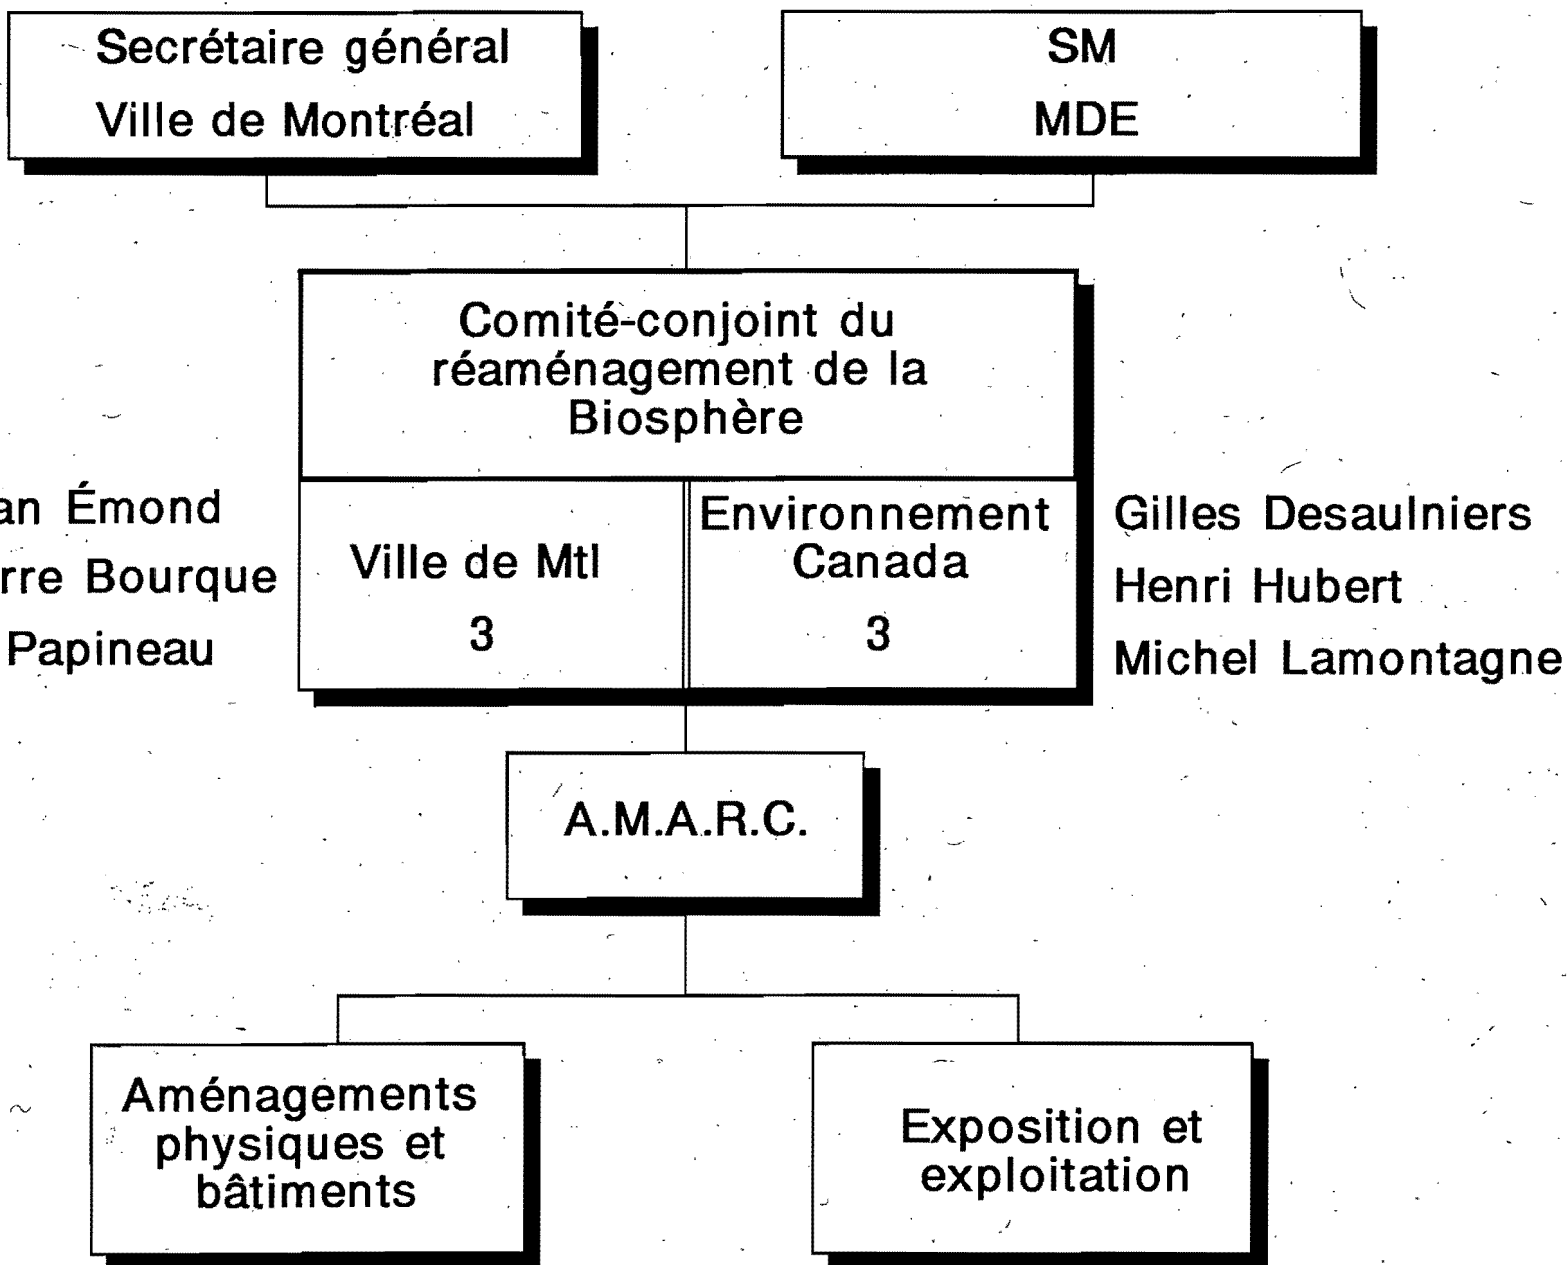 Secrétaire général
Ville de Montréal
SM
MDE
Comité-conjoint du
réaménagement de la
Biosphère
Émond
Bourque
Papineau
Ville de Mtl
3
Environnement
Canada
3
Gilles Desaulniers
Henri Hubert
Michel Lamontagne
A.M.A.R.C.
Aménagements
physiques et
bâtiments
Exposition et
exploitation